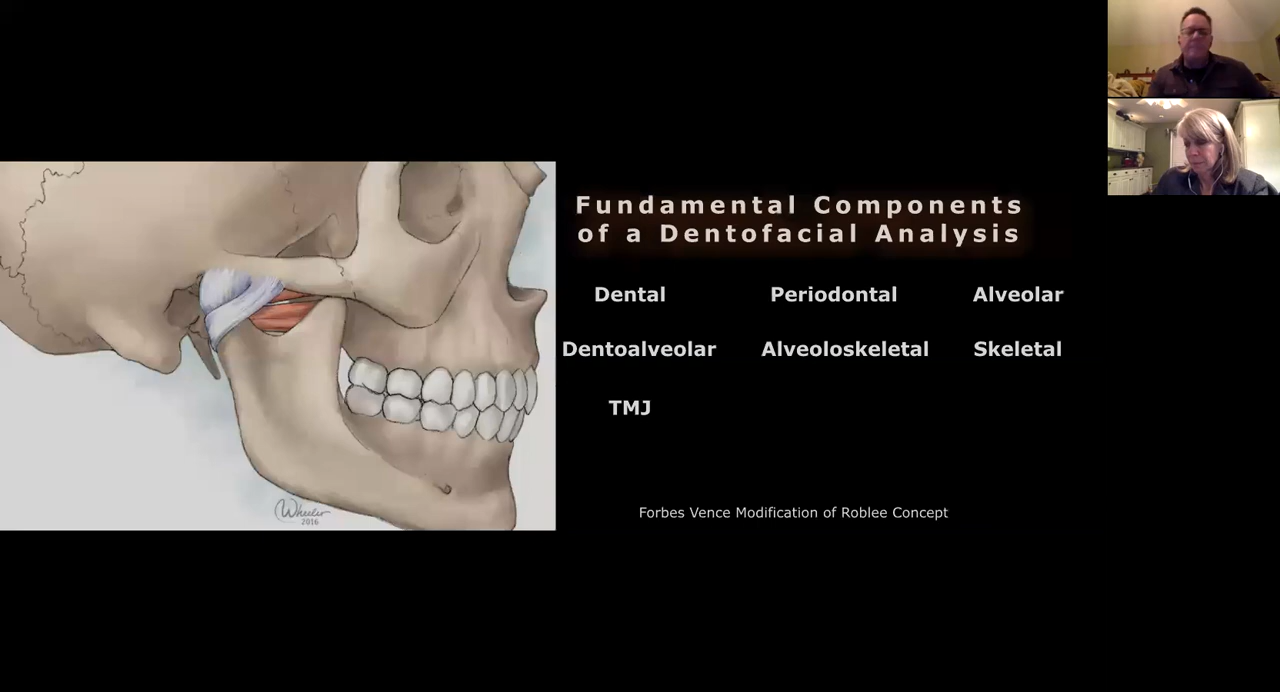 Fundamental Components
of a Dentofacial Analysis
Dental Periodontal Alveolar
Dentoalveolar Alveoloskeletal Skeletal
TMJ
Forbes Vence Modification of Roblee Concept
Wheeler
2016